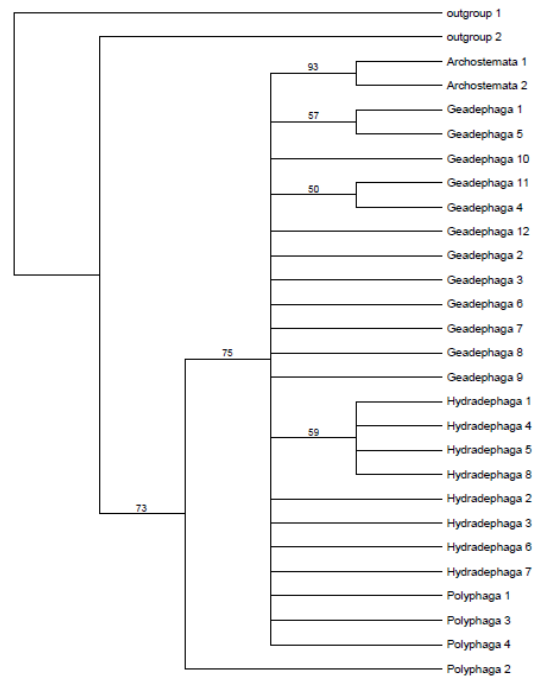 outgroup 1
outgroup 2
93
Archostemata 1
Archostemata 2
57
Geadephaga 1
Geadephaga 5
Geadephaga 10
50
Geadephaga 11
Geadephaga 4
Geadephaga 12
Geadephaga 2
Geadephaga 3
Geadephaga 6
Geadephaga 7
75
Geadephaga 8
Geadephaga 9
Hydradephaga 1
59
Hydradephaga 4
Hydradephaga 5
Hydradephaga 8
Hydradephaga 2
73
Hydradephaga 3
Hydradephaga 6
Hydradephaga 7
Polyphaga 1
Polyphaga 3
Polyphaga 4
Polyphaga 2